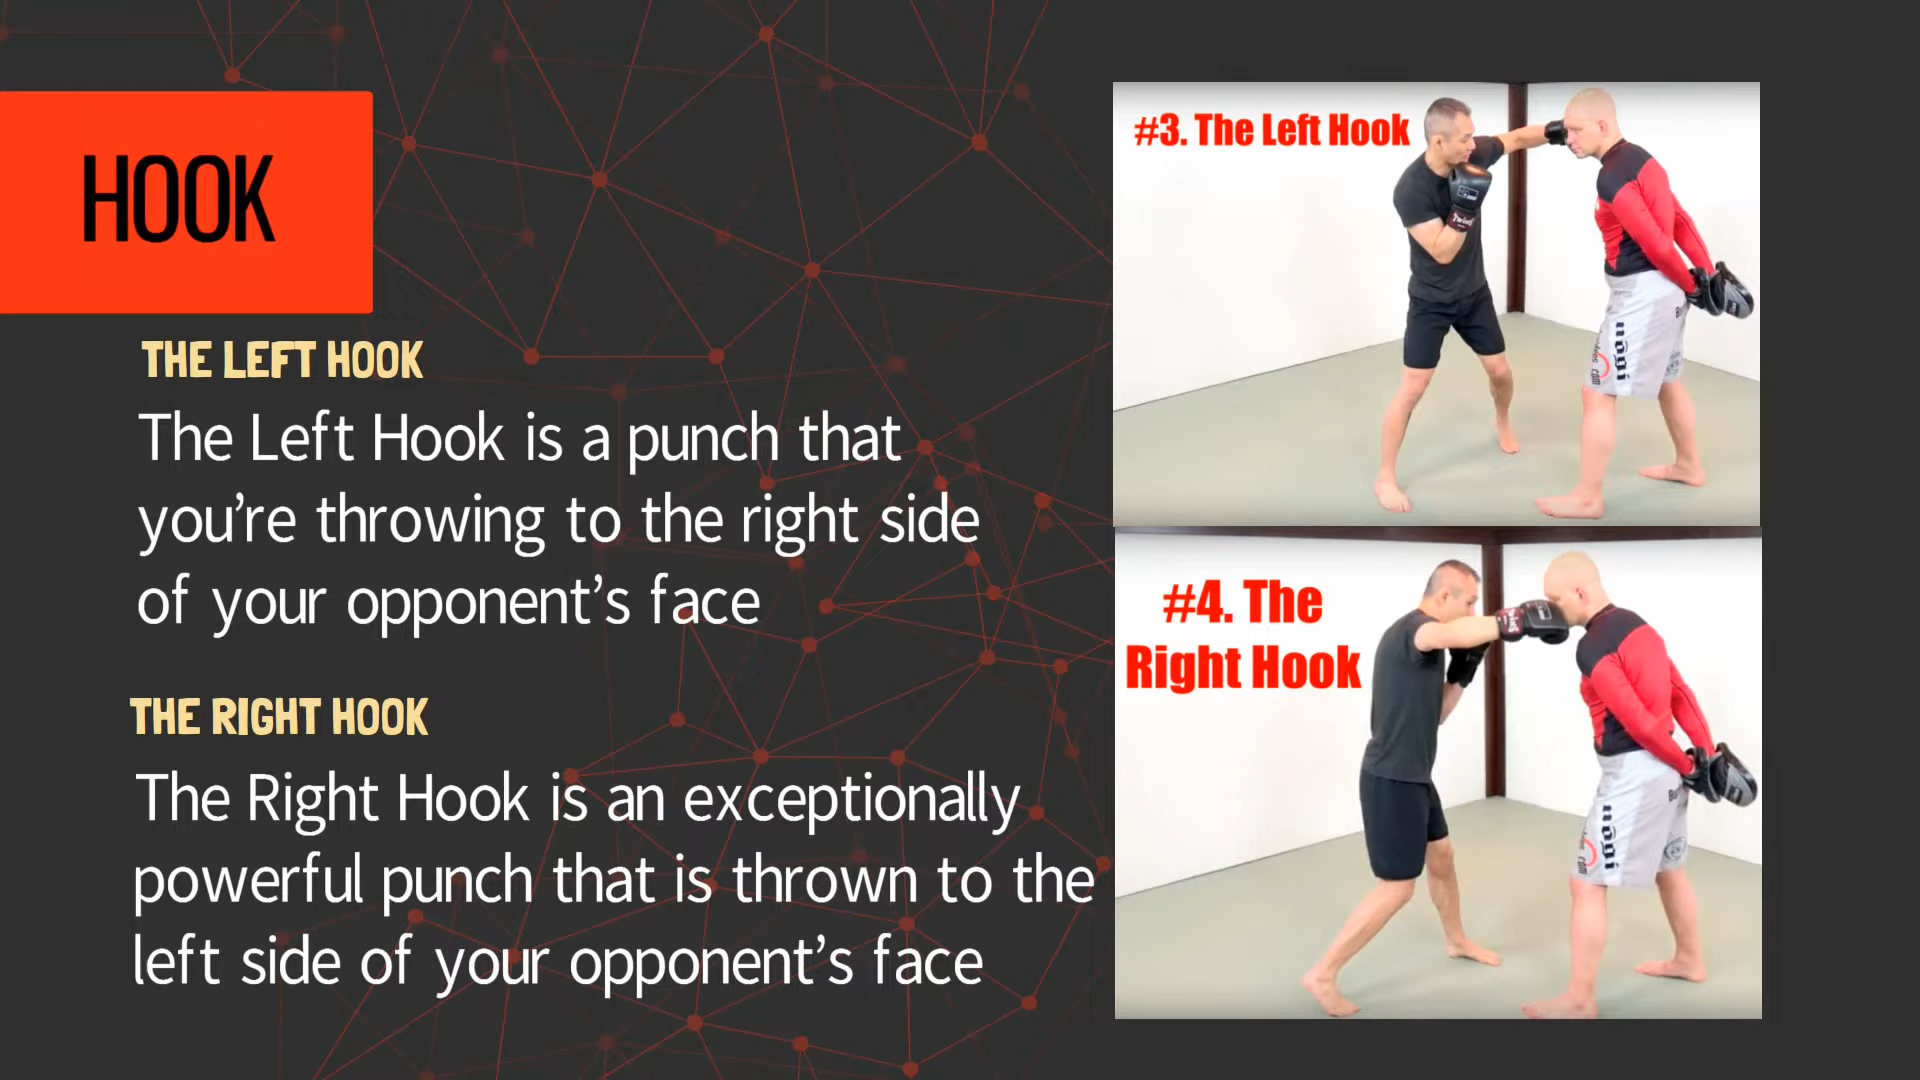 HOOK
THE LEFT HOOK
The Left Hook is a punch that
you're throwing to the right side
of your opponent's face
THE RIGHT HOOK
The Right Hook is an exceptionally
powerful punch that is thrown to the
left side of your opponent's face
#3. The Left Hook
nogi
#4. The
Right Hook
nogi